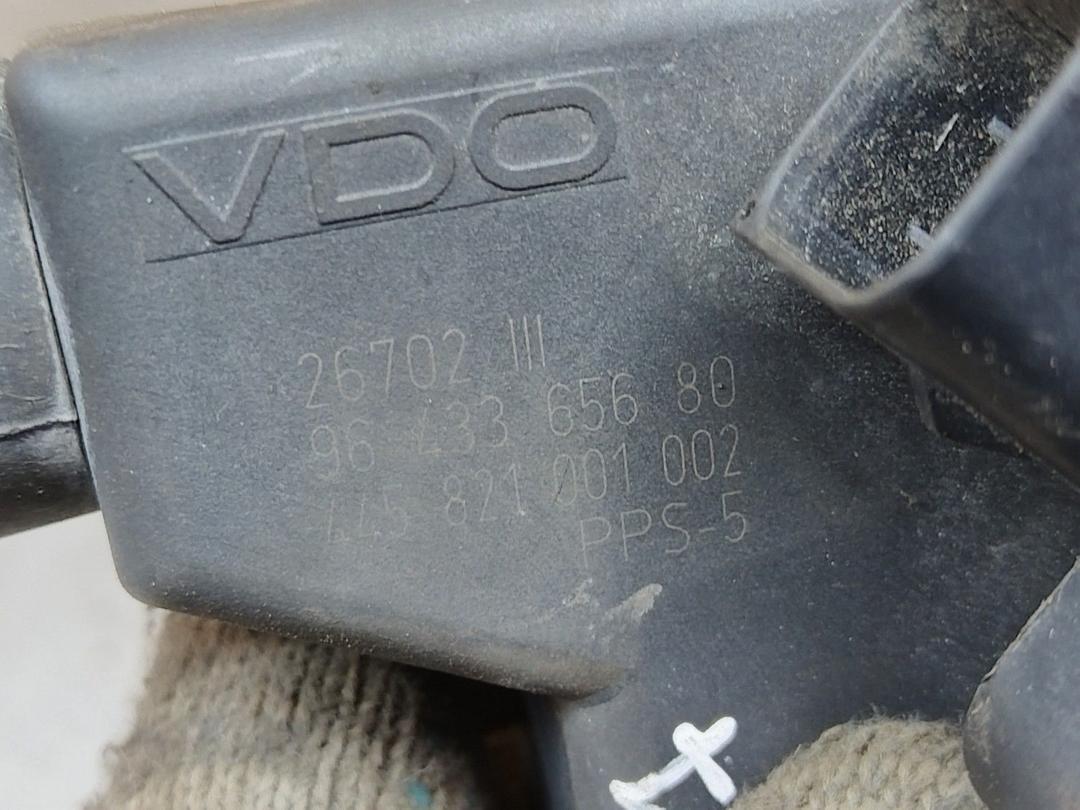 VDO
26702 III
96 433 656 80
445 821 001 002
PPS-5